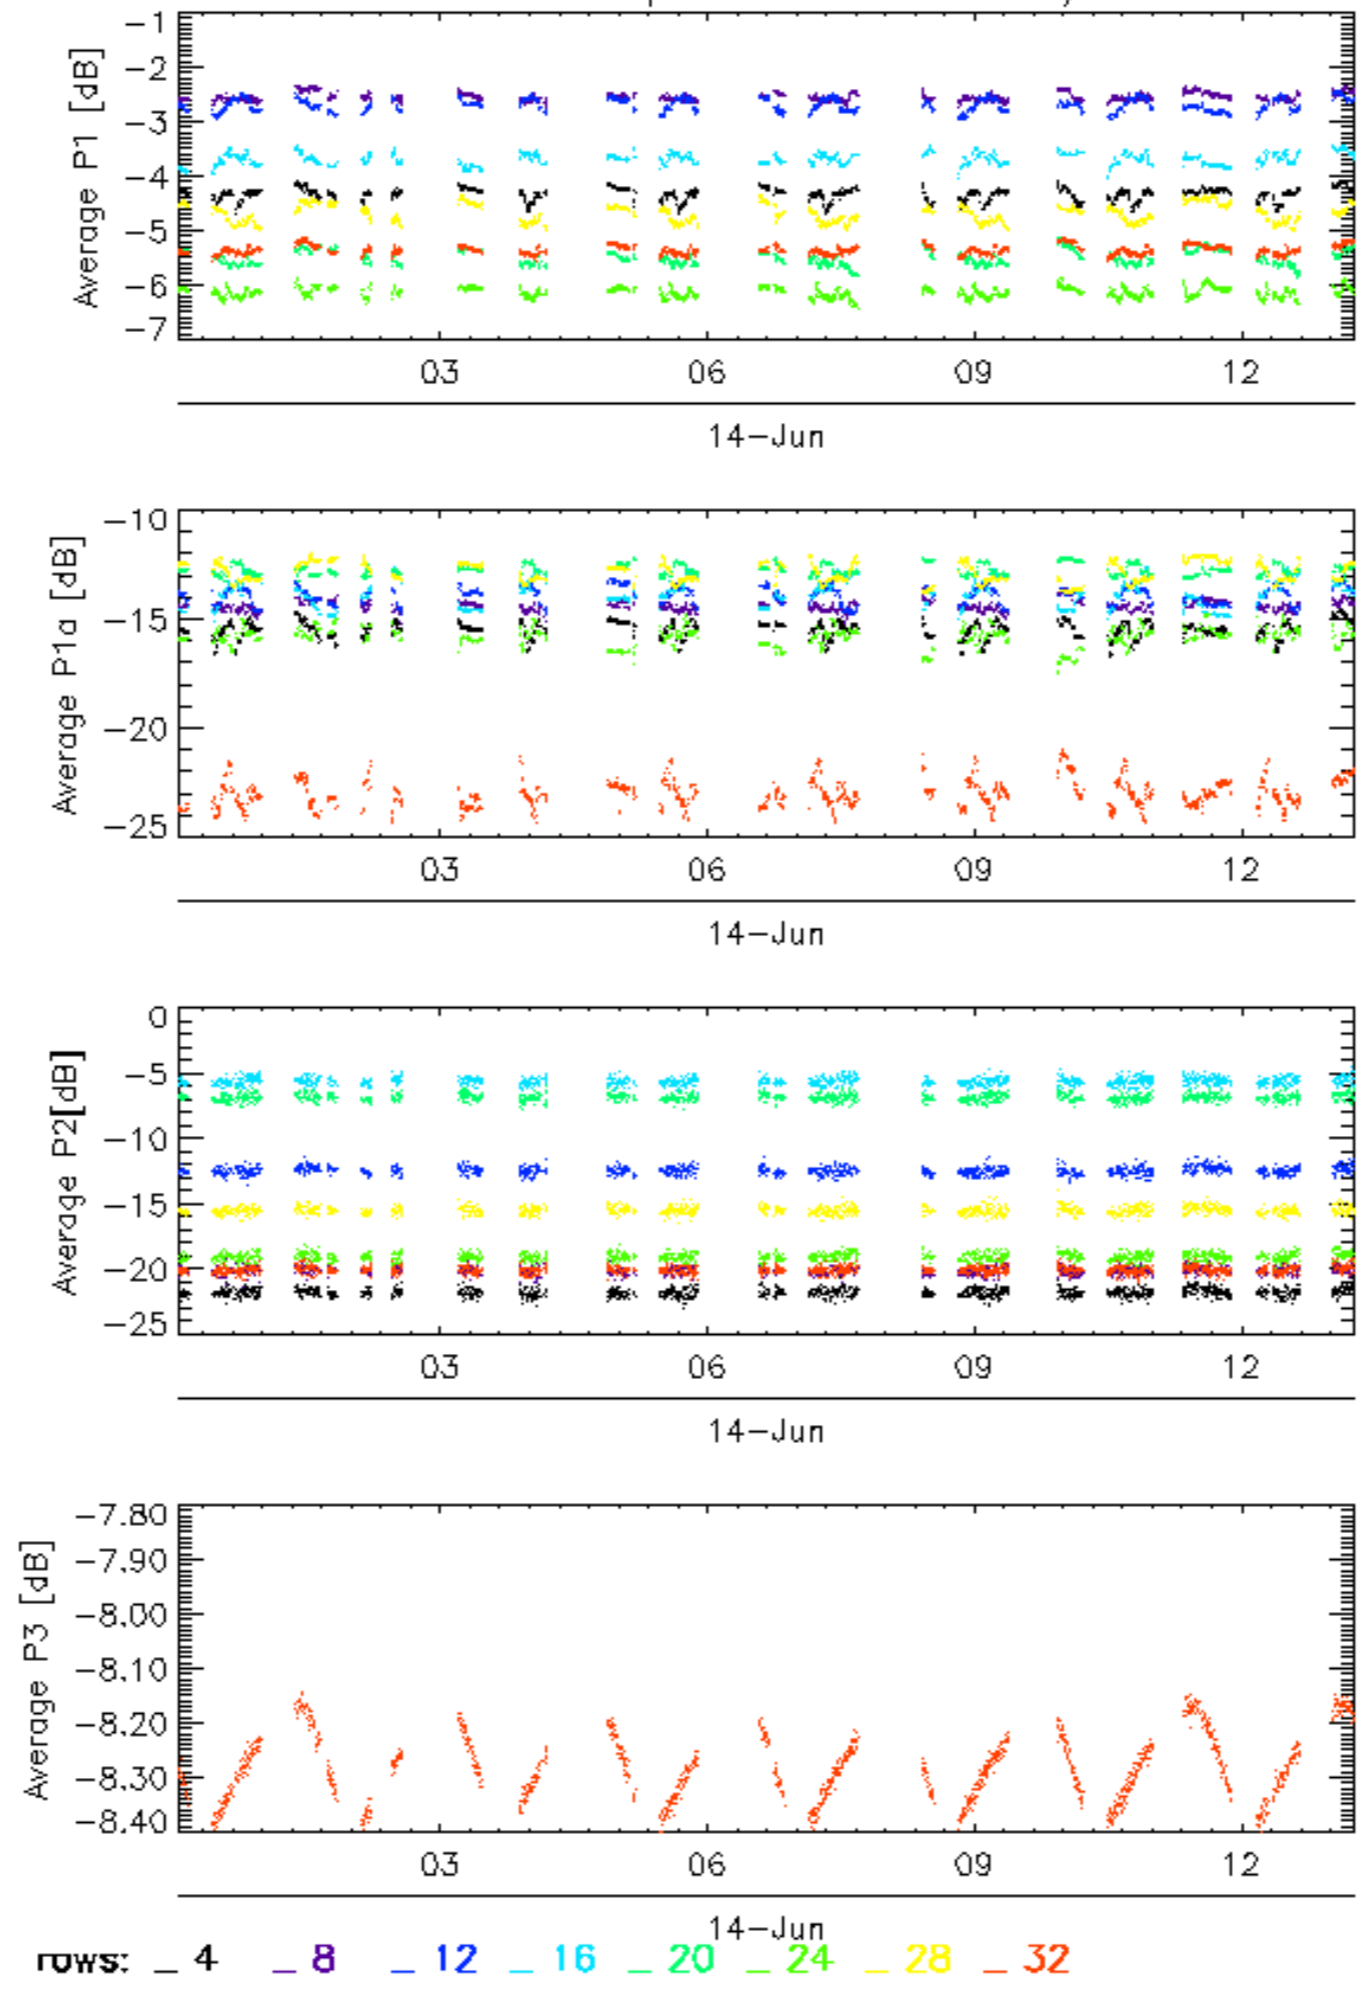 Average P1 [dB]
-1
-2
-3
-4
-5
-6
-7
03 06 09 12
14-Jun
Average P1a [dB]
-10
-15
-20
-25
03 06 09 12
14-Jun
Average P2[dB]
0
-5
-10
-15
-20
-25
03 06 09 12
14-Jun
Average P3 [dB]
-7.80
-7.90
-8.00
-8.10
-8.20
-8.30
-8.40
03 06 09 12
14-Jun
rows: _ 4 _ 8 _ 12 _ 16 _ 20 _ 24 _ 28 _ 32